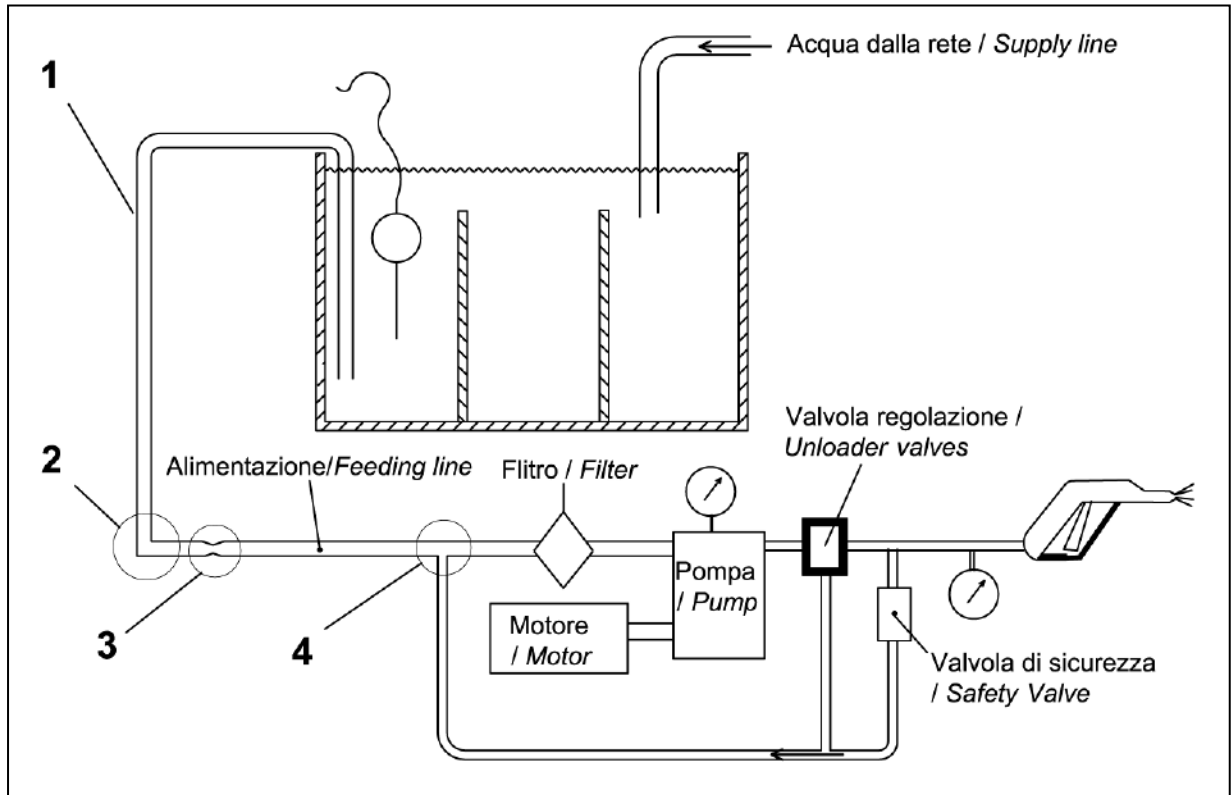 Acqua dalla rete / Supply line
1
Valvola regolazione /
Unloader valves
2
Alimentazione/Feeding line
Flitro / Filter
Pompa
/ Pump
3
4
Motore
/ Motor
Valvola di sicurezza
/ Safety Valve